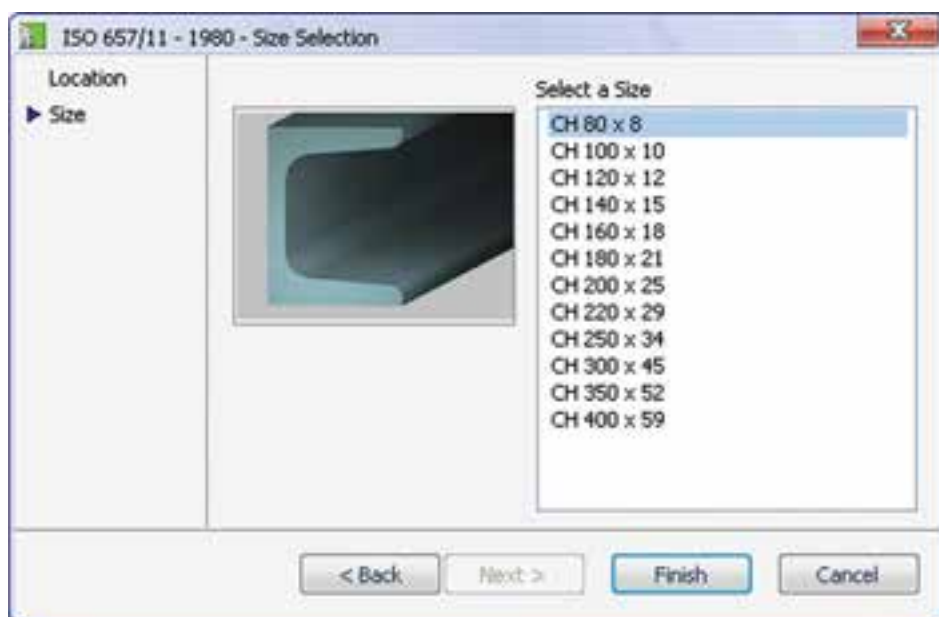 ISO 657/11 - 1980 - Size Selection
Location
Size
Select a Size
CH 80 x 8
CH 100 x 10
CH 120 x 12
CH 140 x 15
CH 160 x 18
CH 180 x 21
CH 200 x 25
CH 220 x 29
CH 250 x 34
CH 300 x 45
CH 350 x 52
CH 400 x 59
< Back
Next >
Finish
Cancel